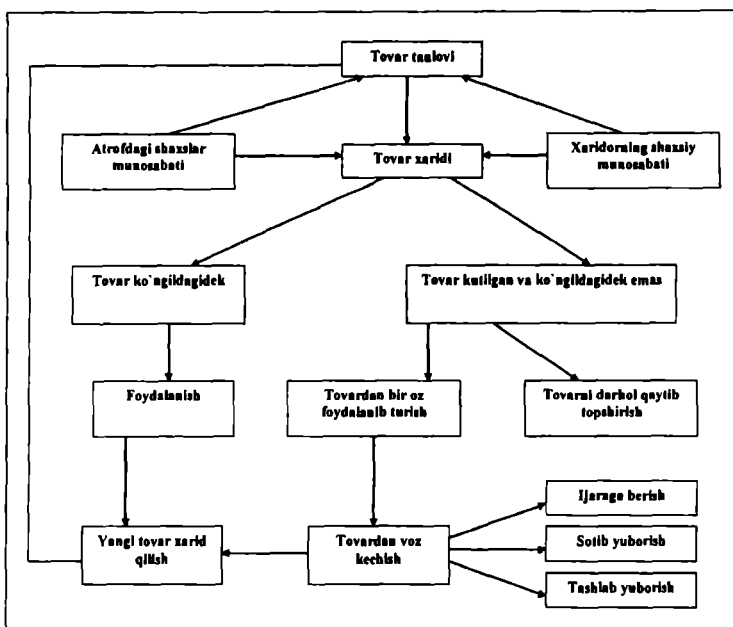 Tovar tanlovi
Atrofdagi shaxslar
munosabati
Tovar xaridi
Xaridorning shaxsiy
munosabati
Tovar ko`ngildagidek
Tovar kutilgan va ko`ngildagidek emas
Foydalanish
Tovardan bir oz
foydalanib turish
Tovarni darhol qaytib
topshirish
Ijaraga berish
Yangi tovar xarid
qilish
Tovardan voz
kechish
Sotib yuborish
Tashlab yuborish